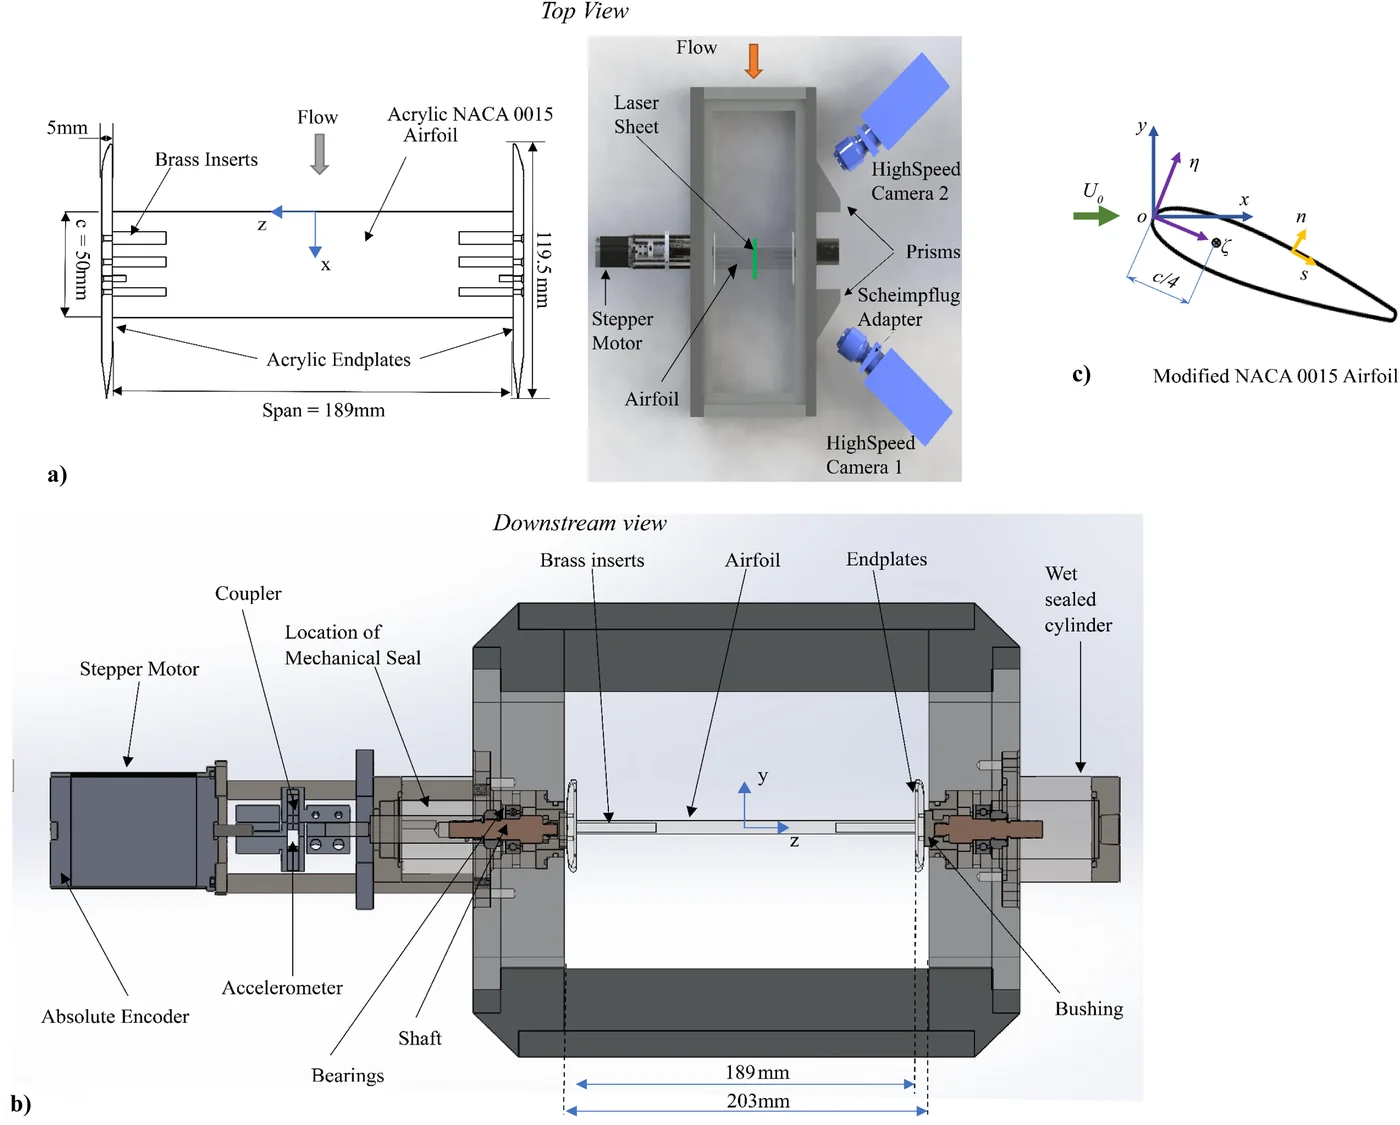 Top View
5mm
Brass Inserts
Flow
Acrylic NACA 0015
Airfoil
z
x
c = 50mm
119.5mm
Acrylic Endplates
Span = 189mm
a)
Flow
Laser
Sheet
HighSpeed
Camera 2
Prisms
Scheimpflug
Adapter
Stepper
Motor
Airfoil
HighSpeed
Camera 1
y
η
U₀
o
x
n
ζ
s
c/4
c)
Modified NACA 0015 Airfoil
Downstream view
Brass inserts
Airfoil
Endplates
Wet
sealed
cylinder
Coupler
Location of
Mechanical Seal
Stepper Motor
y
z
Accelerometer
Absolute Encoder
Shaft
Bearings
Bushing
189mm
203mm
b)